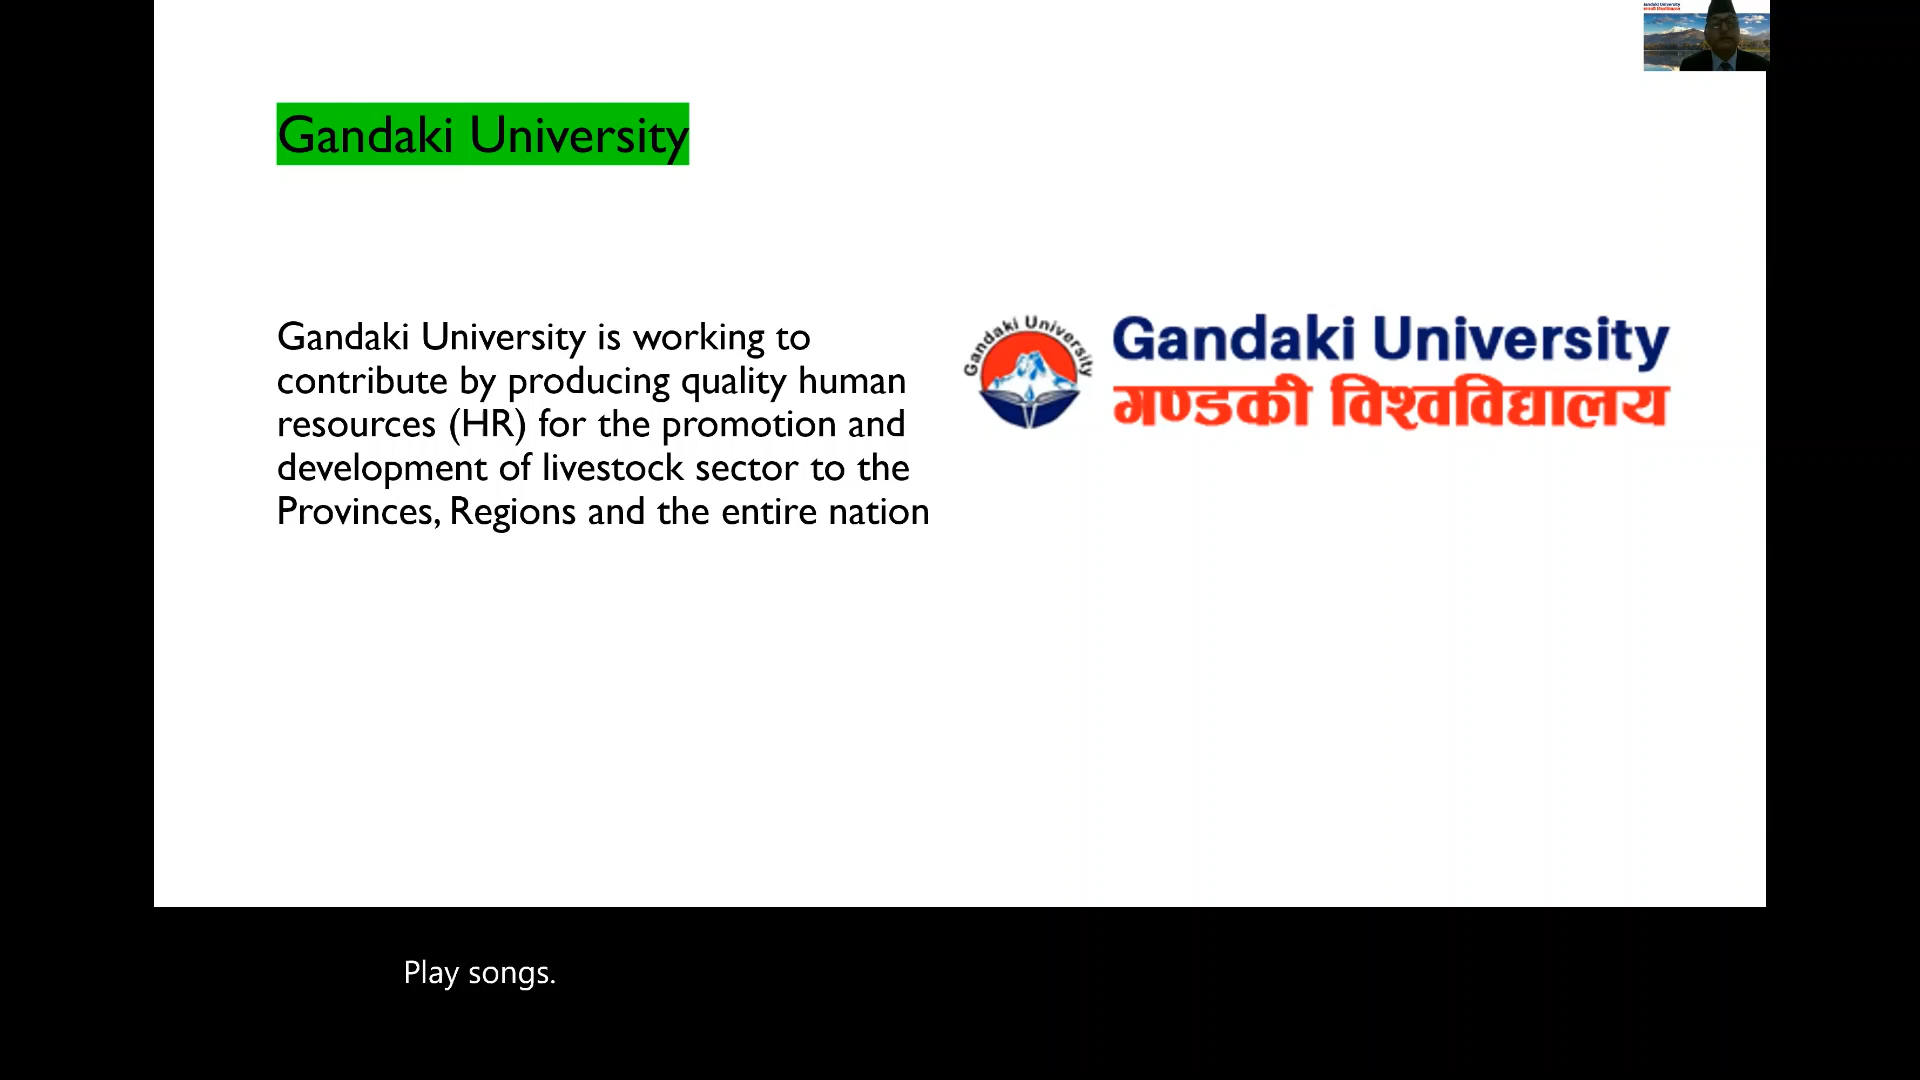 Gandaki University
Gandaki University is working to
contribute by producing quality human
resources (HR) for the promotion and
development of livestock sector to the
Provinces, Regions and the entire nation
Gandaki University
Gandaki University
गण्डकी विश्वविद्यालय
Gandaki University
Play songs.